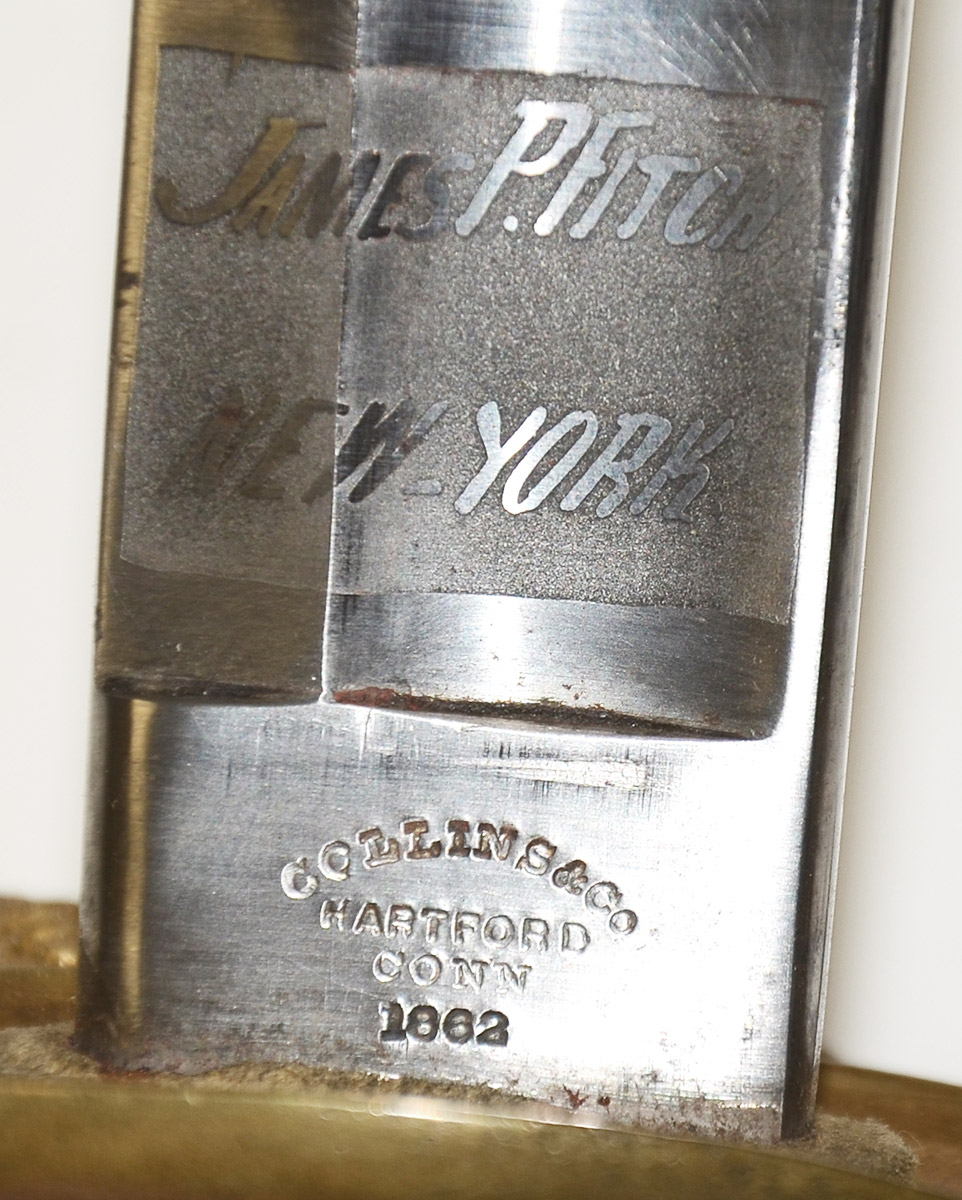 JAMES P. FITCH
NEW-YORK
COLLINS & CO
HARTFORD
CONN
1862